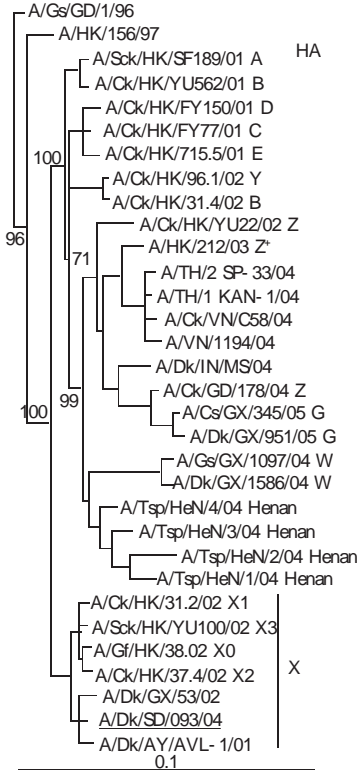 A/Gs/GD/1/96
A/HK/156/97
HA
A/Sck/HK/SF189/01 A
A/Ck/HK/YU562/01 B
A/Ck/HK/FY150/01 D
A/Ck/HK/FY77/01 C
A/Ck/HK/715.5/01 E
100
A/Ck/HK/96.1/02 Y
A/Ck/HK/31.4/02 B
A/Ck/HK/YU22/02 Z
96
71
A/HK/212/03 Z+
A/TH/2 SP- 33/04
A/TH/1 KAN- 1/04
A/Ck/VN/C58/04
A/VN/1194/04
A/Dk/IN/MS/04
A/Ck/GD/178/04 Z
99
100
A/Cs/GX/345/05 G
A/Dk/GX/951/05 G
A/Gs/GX/1097/04 W
A/Dk/GX/1586/04 W
A/Tsp/HeN/4/04 Henan
A/Tsp/HeN/3/04 Henan
A/Tsp/HeN/2/04 Henan
A/Tsp/HeN/1/04 Henan
A/Ck/HK/31.2/02 X1
A/Sck/HK/YU100/02 X3
A/Gf/HK/38.02 X0
X
A/Ck/HK/37.4/02 X2
A/Dk/GX/53/02
A/Dk/SD/093/04
A/Dk/AY/AVL- 1/01
0.1